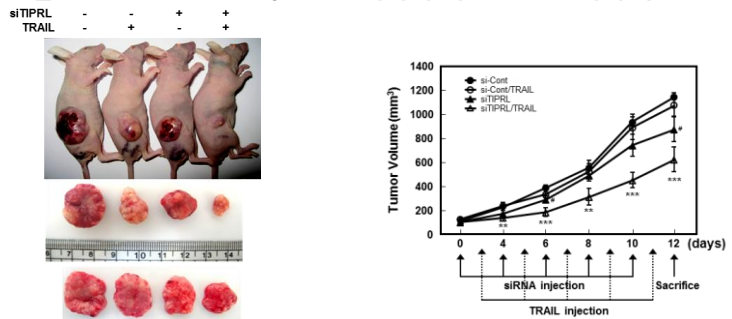 siTIPRL - - + +
TRAIL - + - +
6 7 8 9 10 11 12 13 14
Tumor Volume (mm³)
1400
1200
1000
800
600
400
200
0
si-Cont
si-Cont/TRAIL
siTIPRL
siTIPRL/TRAIL
#
#
** *** ** *** ***
0 4 6 8 10 12 (days)
siRNA injection Sacrifice
TRAIL injection